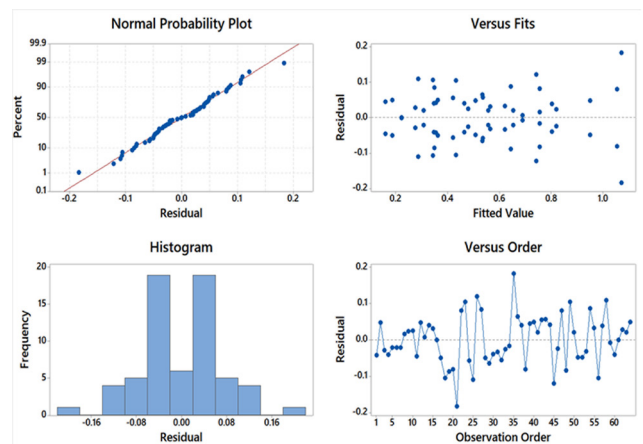 Normal Probability Plot
99.9
99
90
50
10
1
0.1
Percent
-0.2 -0.1 0.0 0.1 0.2
Residual
Versus Fits
0.2
0.1
0.0
-0.1
-0.2
Residual
0.2 0.4 0.6 0.8 1.0
Fitted Value
Histogram
20
15
10
5
0
Frequency
-0.16 -0.08 0.00 0.08 0.16
Residual
Versus Order
0.2
0.1
0.0
-0.1
-0.2
Residual
1 5 10 15 20 25 30 35 40 45 50 55 60
Observation Order